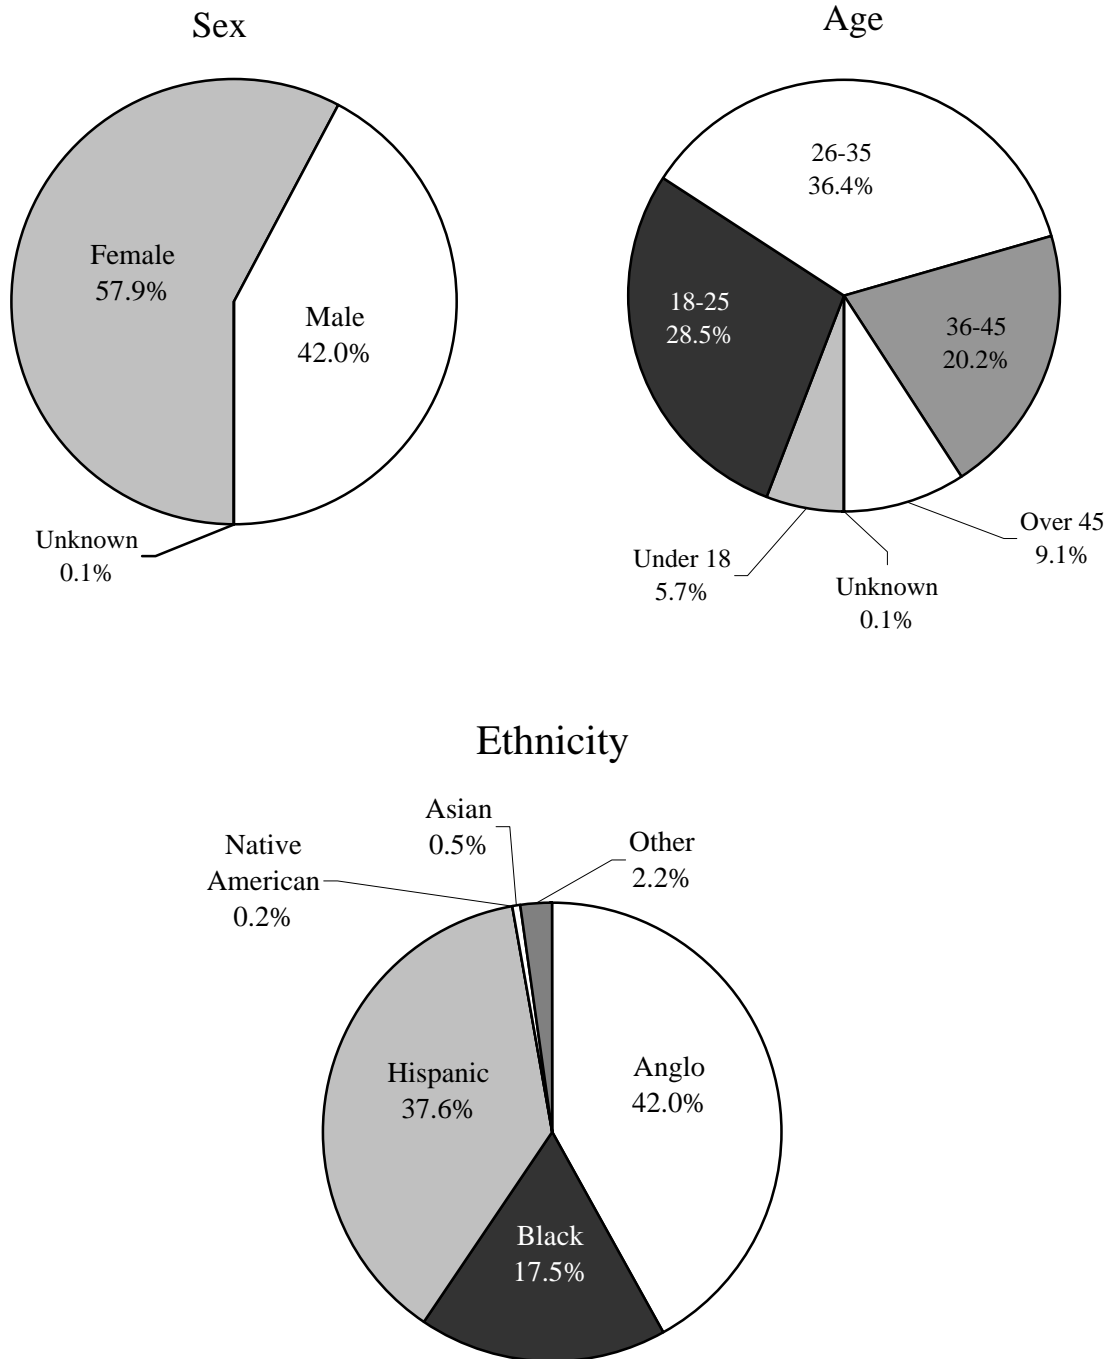 Sex
Female
57.9%
Male
42.0%
Unknown
0.1%
Age
26-35
36.4%
18-25
28.5%
36-45
20.2%
Under 18
5.7%
Unknown
0.1%
Over 45
9.1%
Ethnicity
Native
American
0.2%
Asian
0.5%
Other
2.2%
Hispanic
37.6%
Anglo
42.0%
Black
17.5%